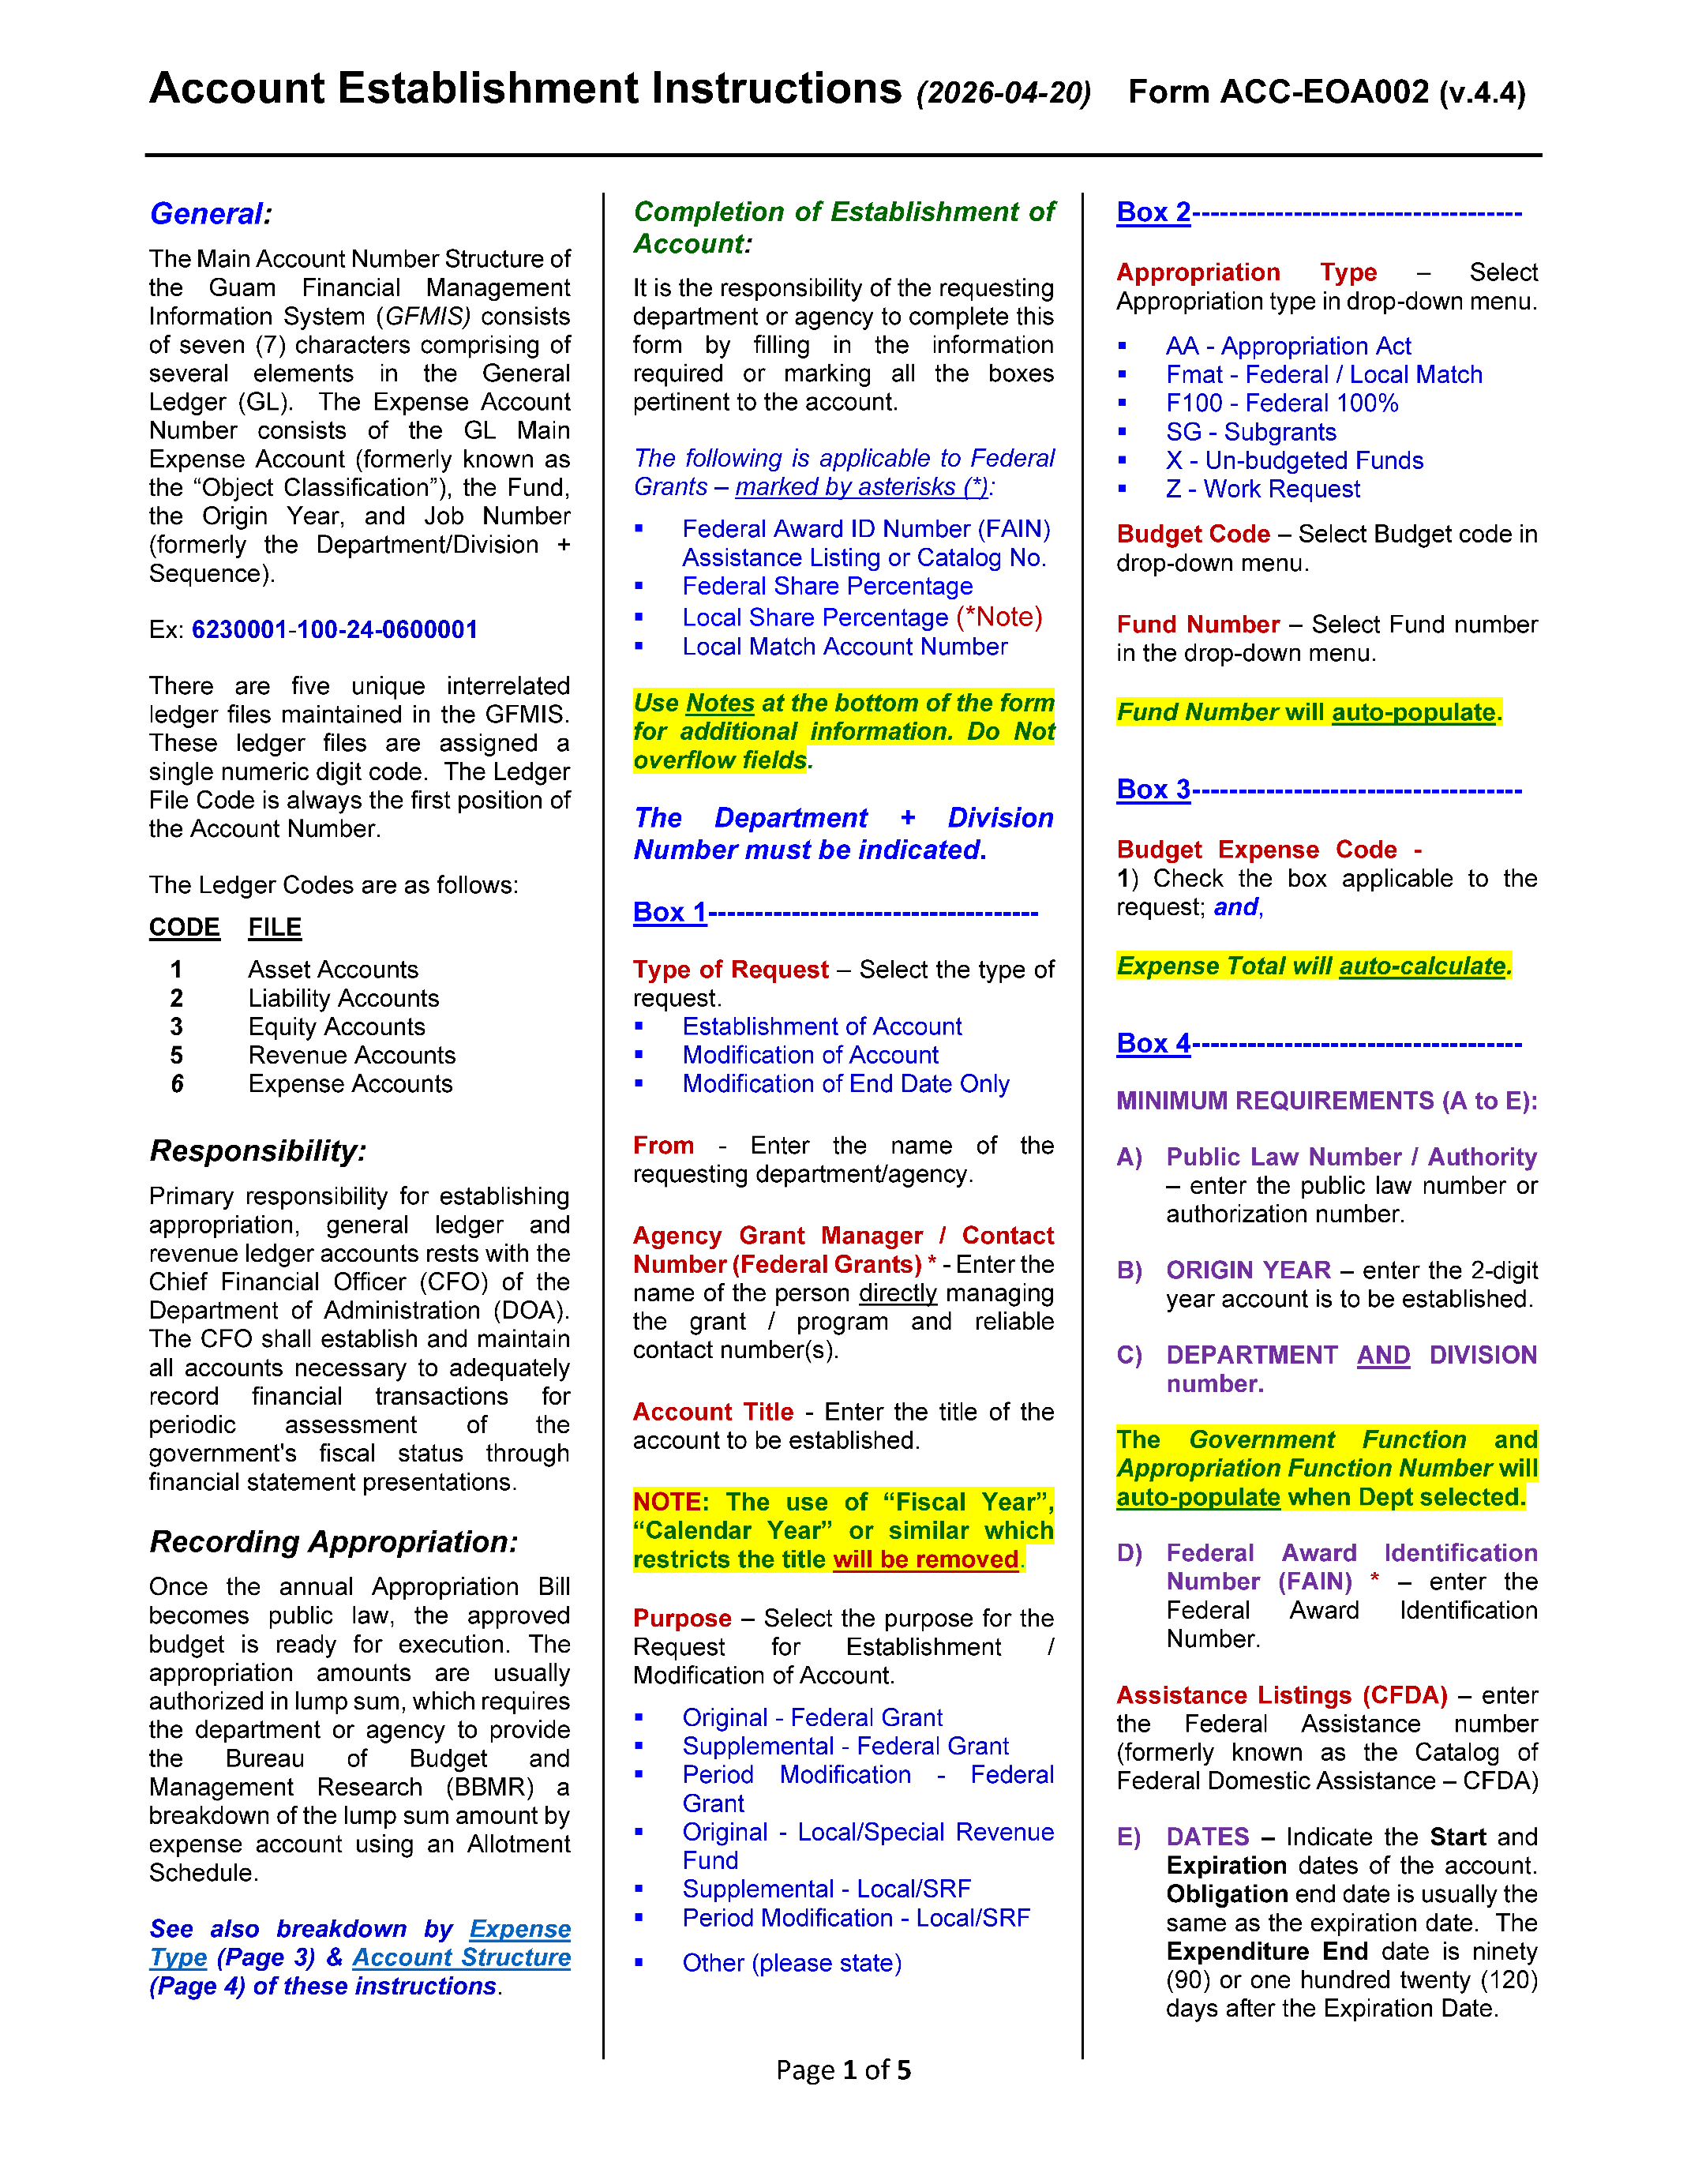 Account Establishment Instructions (2026-04-20) Form ACC-EOA002 (v.4.4)
General:
The Main Account Number Structure of
the Guam Financial Management
Information System (GFMIS) consists
of seven (7) characters comprising of
several elements in the General
Ledger (GL). The Expense Account
Number consists of the GL Main
Expense Account (formerly known as
the “Object Classification”), the Fund,
the Origin Year, and Job Number
(formerly the Department/Division +
Sequence).
Ex: 6230001-100-24-0600001
There are five unique interrelated
ledger files maintained in the GFMIS.
These ledger files are assigned a
single numeric digit code. The Ledger
File Code is always the first position of
the Account Number.
The Ledger Codes are as follows:
CODE FILE
1 Asset Accounts
2 Liability Accounts
3 Equity Accounts
5 Revenue Accounts
6 Expense Accounts
Responsibility:
Primary responsibility for establishing
appropriation, general ledger and
revenue ledger accounts rests with the
Chief Financial Officer (CFO) of the
Department of Administration (DOA).
The CFO shall establish and maintain
all accounts necessary to adequately
record financial transactions for
periodic assessment of the
government's fiscal status through
financial statement presentations.
Recording Appropriation:
Once the annual Appropriation Bill
becomes public law, the approved
budget is ready for execution. The
appropriation amounts are usually
authorized in lump sum, which requires
the department or agency to provide
the Bureau of Budget and
Management Research (BBMR) a
breakdown of the lump sum amount by
expense account using an Allotment
Schedule.
See also breakdown by Expense
Type (Page 3) & Account Structure
(Page 4) of these instructions.
Completion of Establishment of
Account:
It is the responsibility of the requesting
department or agency to complete this
form by filling in the information
required or marking all the boxes
pertinent to the account.
The following is applicable to Federal
Grants – marked by asterisks (*):
▪ Federal Award ID Number (FAIN)
Assistance Listing or Catalog No.
▪ Federal Share Percentage
▪ Local Share Percentage (*Note)
▪ Local Match Account Number
Use Notes at the bottom of the form
for additional information. Do Not
overflow fields.
The Department + Division
Number must be indicated.
Box 1------------------------------------
Type of Request – Select the type of
request.
▪ Establishment of Account
▪ Modification of Account
▪ Modification of End Date Only
From - Enter the name of the
requesting department/agency.
Agency Grant Manager / Contact
Number (Federal Grants) * - Enter the
name of the person directly managing
the grant / program and reliable
contact number(s).
Account Title - Enter the title of the
account to be established.
NOTE: The use of “Fiscal Year”,
“Calendar Year” or similar which
restricts the title will be removed.
Purpose – Select the purpose for the
Request for Establishment /
Modification of Account.
▪ Original - Federal Grant
▪ Supplemental - Federal Grant
▪ Period Modification - Federal
Grant
▪ Original - Local/Special Revenue
Fund
▪ Supplemental - Local/SRF
▪ Period Modification - Local/SRF
▪ Other (please state)
Box 2------------------------------------
Appropriation Type – Select
Appropriation type in drop-down menu.
▪ AA - Appropriation Act
▪ Fmat - Federal / Local Match
▪ F100 - Federal 100%
▪ SG - Subgrants
▪ X - Un-budgeted Funds
▪ Z - Work Request
Budget Code – Select Budget code in
drop-down menu.
Fund Number – Select Fund number
in the drop-down menu.
Fund Number will auto-populate.
Box 3------------------------------------
Budget Expense Code -
1) Check the box applicable to the
request; and,
Expense Total will auto-calculate.
Box 4------------------------------------
MINIMUM REQUIREMENTS (A to E):
A) Public Law Number / Authority
– enter the public law number or
authorization number.
B) ORIGIN YEAR – enter the 2-digit
year account is to be established.
C) DEPARTMENT AND DIVISION
number.
The Government Function and
Appropriation Function Number will
auto-populate when Dept selected.
D) Federal Award Identification
Number (FAIN) * – enter the
Federal Award Identification
Number.
Assistance Listings (CFDA) – enter
the Federal Assistance number
(formerly known as the Catalog of
Federal Domestic Assistance – CFDA)
E) DATES – Indicate the Start and
Expiration dates of the account.
Obligation end date is usually the
same as the expiration date. The
Expenditure End date is ninety
(90) or one hundred twenty (120)
days after the Expiration Date.
Page 1 of 5